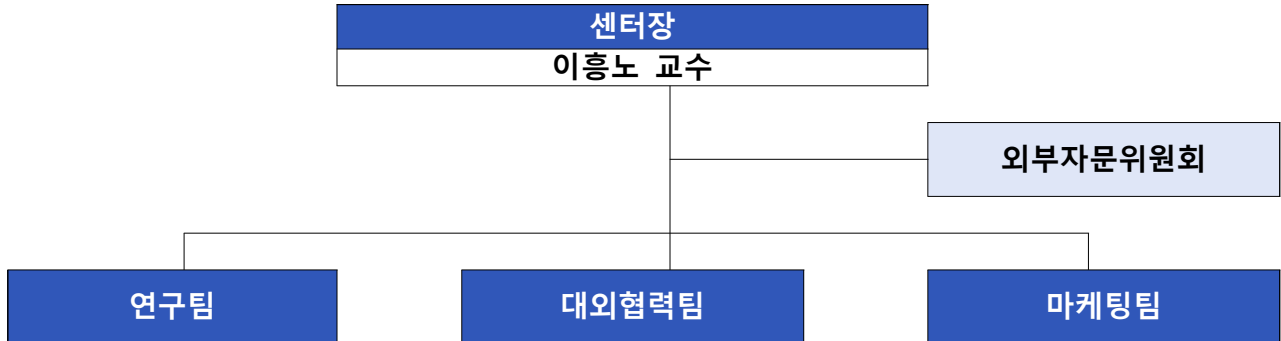 센터장
이흥노 교수
외부자문위원회
연구팀
대외협력팀
마케팅팀